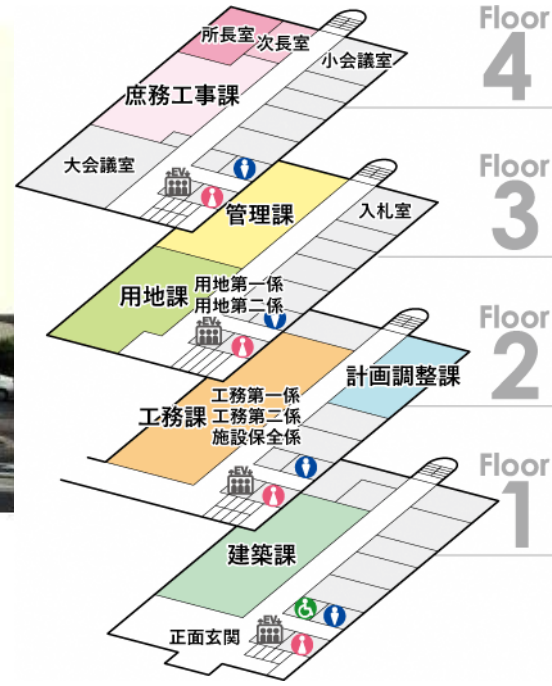 Floor
4
所長室
次長室
小会議室
庶務工事課
大会議室
EV
Floor
3
入札室
管理課
用地課
用地第一係
用地第二係
EV
Floor
2
計画調整課
工務課
工務第一係
工務第二係
施設保全係
EV
Floor
1
建築課
正面玄関
EV